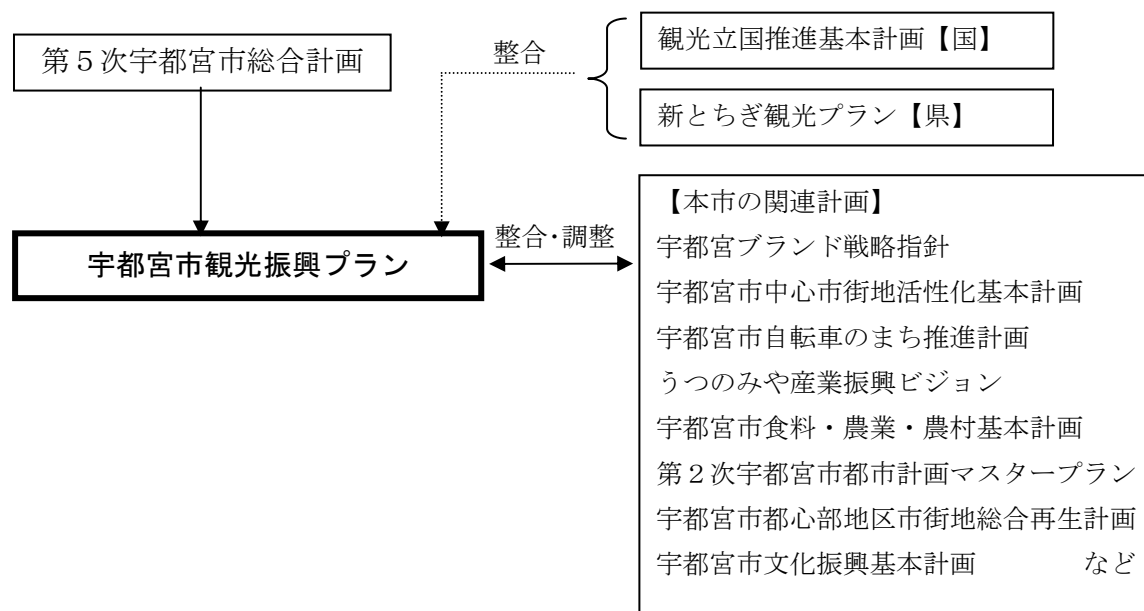 第５次宇都宮市総合計画
整合
観光立国推進基本計画【国】
新とちぎ観光プラン【県】
宇都宮市観光振興プラン
整合・調整
【本市の関連計画】
宇都宮ブランド戦略指針
宇都宮市中心市街地活性化基本計画
宇都宮市自転車のまち推進計画
うつのみや産業振興ビジョン
宇都宮市食料・農業・農村基本計画
第２次宇都宮市都市計画マスタープラン
宇都宮市都心部地区市街地総合再生計画
宇都宮市文化振興基本計画　　　　など